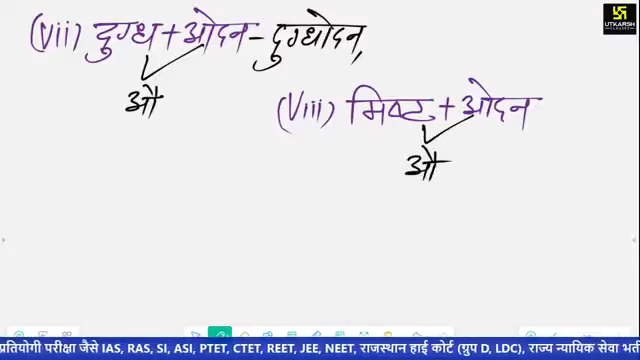 (vii) दुग्ध + ओदन - दुग्धोदन,
औ
(viii) मिष्ट + ओदन
औ
UTKARSH
CLASSES
प्रतियोगी परीक्षा जैसे IAS, RAS, SI, ASI, PTET, CTET, REET, JEE, NEET, राजस्थान हाई कोर्ट (ग्रुप D, LDC), राज्य न्यायिक सेवा भ